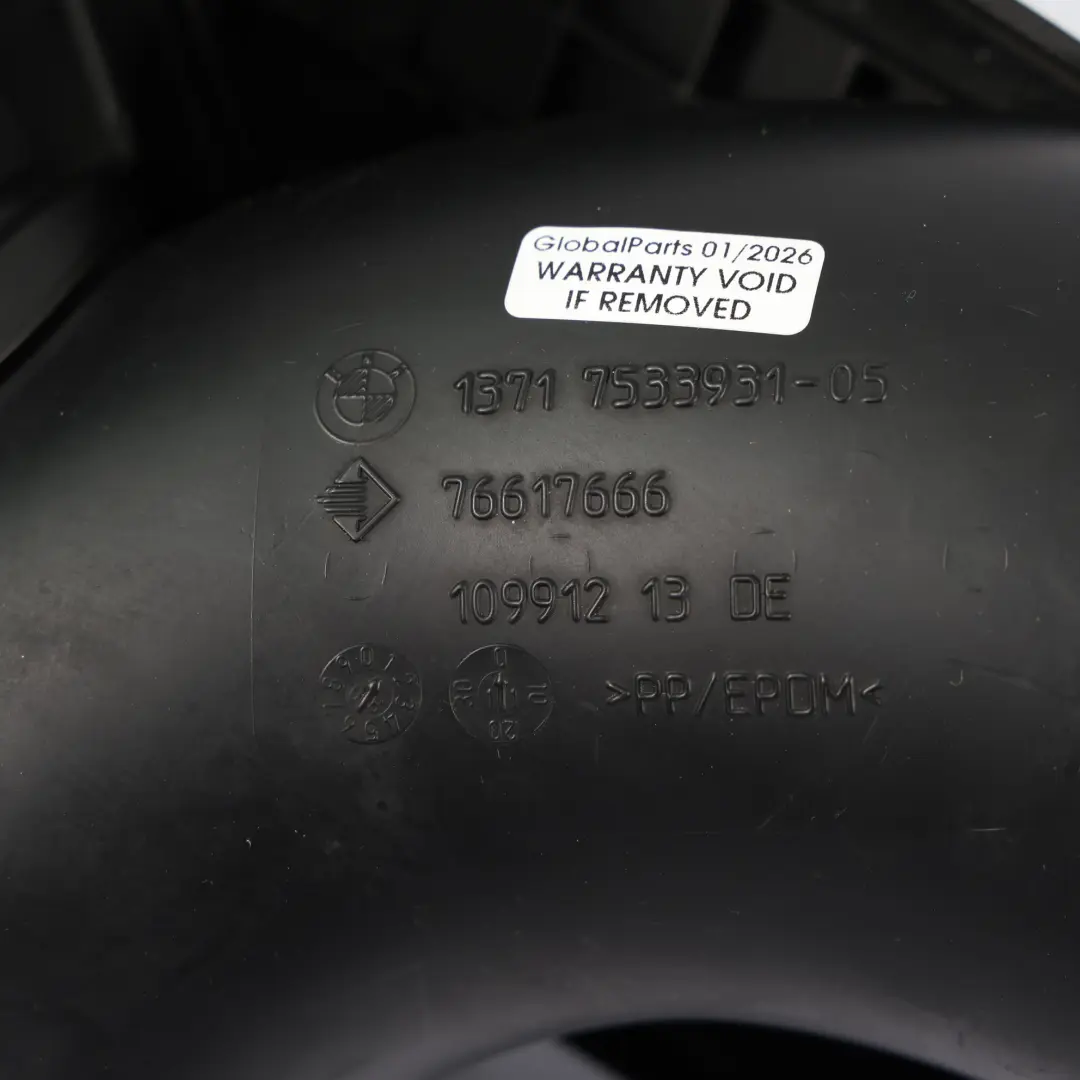 GlobalParts 01/2026
WARRANTY VOID
IF REMOVED
1371 7533931-05
76617666
109912 13 DE
>PP/EPDM<